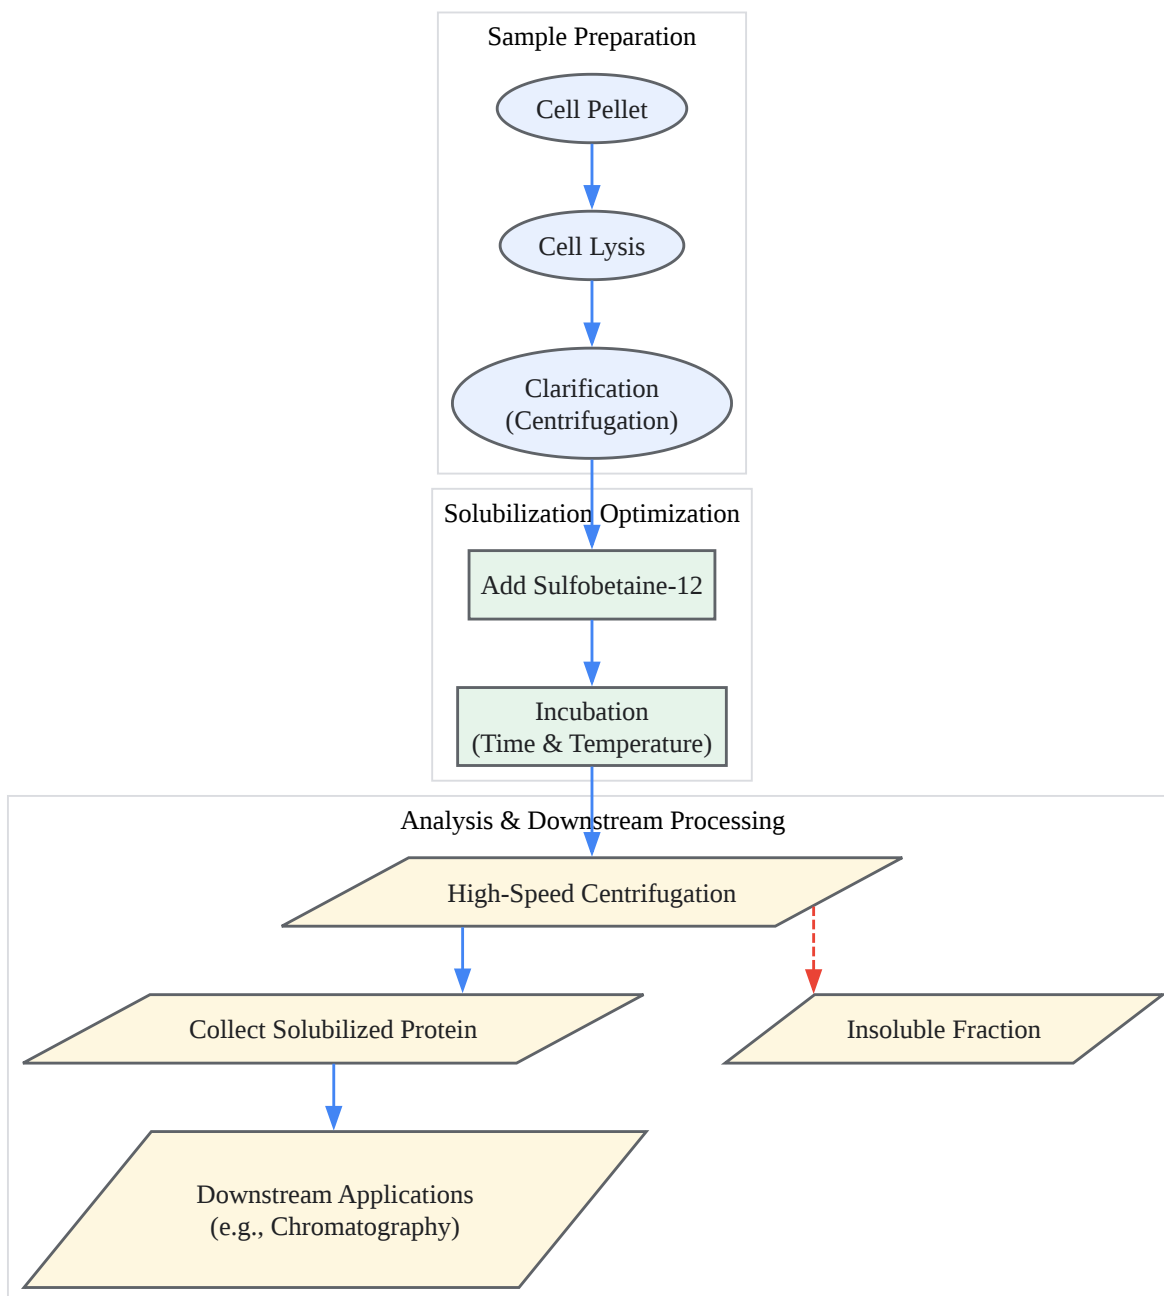 Sample Preparation
Cell Pellet
Cell Lysis
Clarification
(Centrifugation)
Solubilization Optimization
Add Sulfobetaine-12
Incubation
(Time & Temperature)
Analysis & Downstream Processing
High-Speed Centrifugation
Collect Solubilized Protein
Insoluble Fraction
Downstream Applications
(e.g., Chromatography)